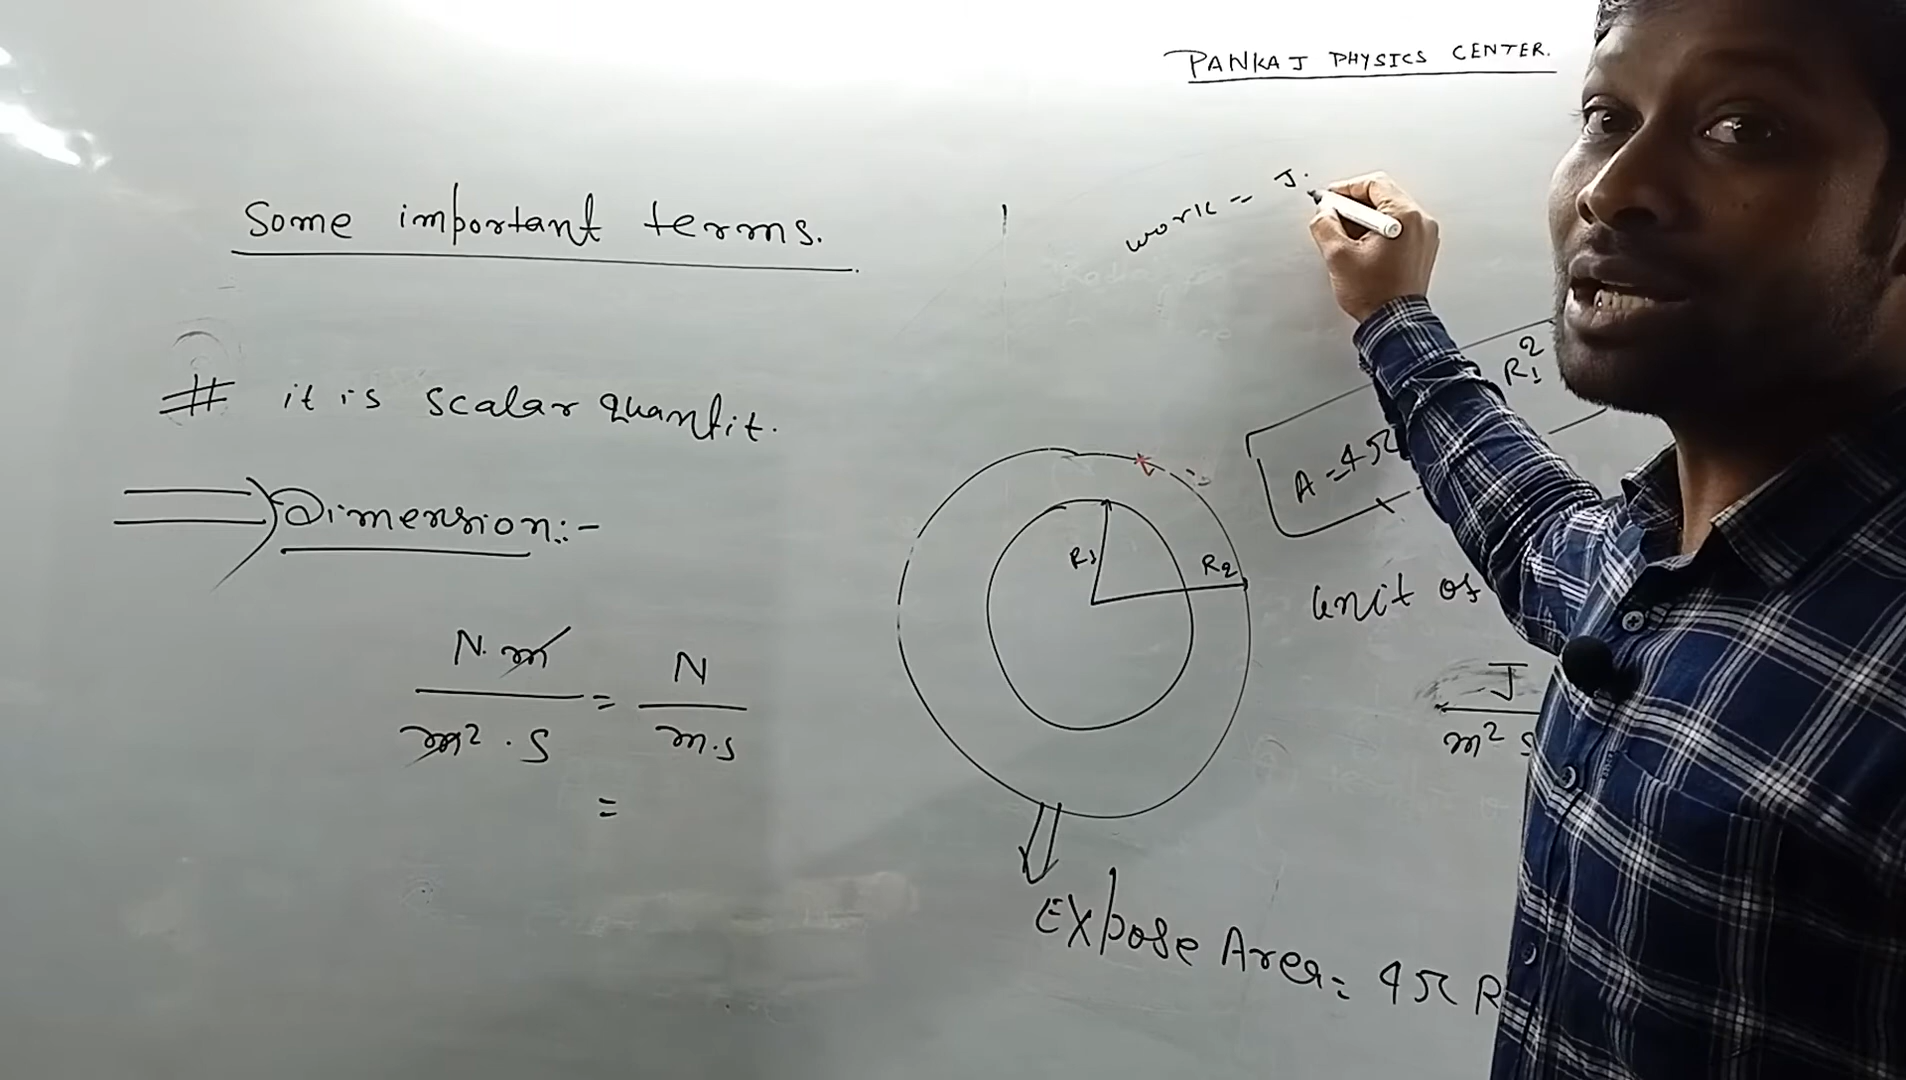 PANKAJ PHYSICS CENTER.
Some important terms.
work = J.
# it is scalar quantit.
Dimension:-
N.m / m² . S = N / m.s
=
R₁
R₂
A = 4π R₁²
unit of
J / m² s
Expose Area = 4π R